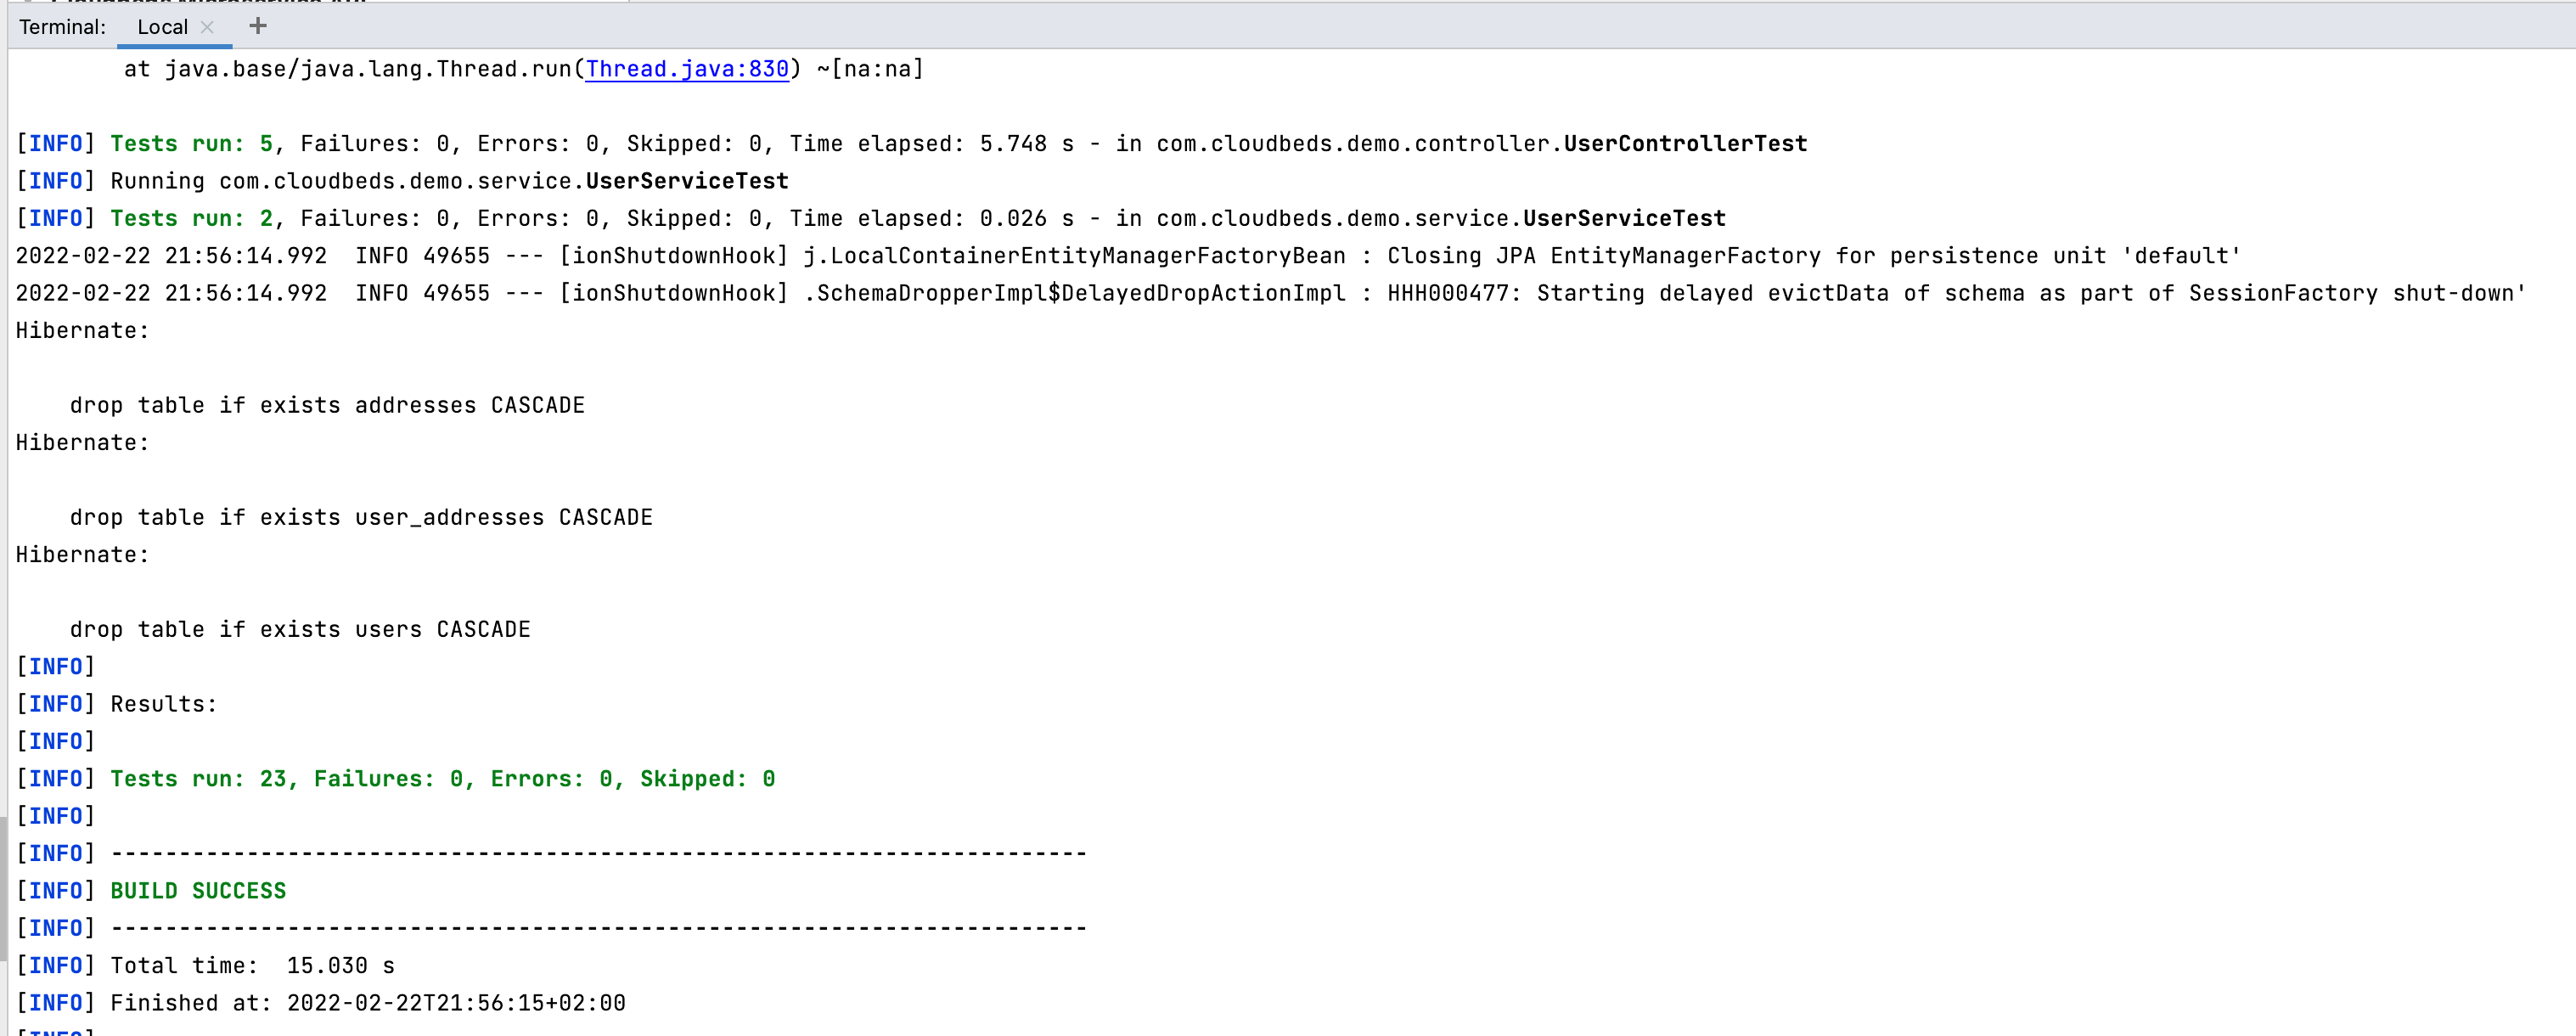 Terminal: Local × +
at java.base/java.lang.Thread.run(Thread.java:830) ~[na:na]
[INFO] Tests run: 5, Failures: 0, Errors: 0, Skipped: 0, Time elapsed: 5.748 s - in com.cloudbeds.demo.controller.UserControllerTest
[INFO] Running com.cloudbeds.demo.service.UserServiceTest
[INFO] Tests run: 2, Failures: 0, Errors: 0, Skipped: 0, Time elapsed: 0.026 s - in com.cloudbeds.demo.service.UserServiceTest
2022-02-22 21:56:14.992  INFO 49655 --- [ionShutdownHook] j.LocalContainerEntityManagerFactoryBean : Closing JPA EntityManagerFactory for persistence unit 'default'
2022-02-22 21:56:14.992  INFO 49655 --- [ionShutdownHook] .SchemaDropperImpl$DelayedDropActionImpl : HHH000477: Starting delayed evictData of schema as part of SessionFactory shut-down'
Hibernate:
drop table if exists addresses CASCADE
Hibernate:
drop table if exists user_addresses CASCADE
Hibernate:
drop table if exists users CASCADE
[INFO]
[INFO] Results:
[INFO]
[INFO] Tests run: 23, Failures: 0, Errors: 0, Skipped: 0
[INFO]
[INFO] ------------------------------------------------------------------------
[INFO] BUILD SUCCESS
[INFO] ------------------------------------------------------------------------
[INFO] Total time:  15.030 s
[INFO] Finished at: 2022-02-22T21:56:15+02:00